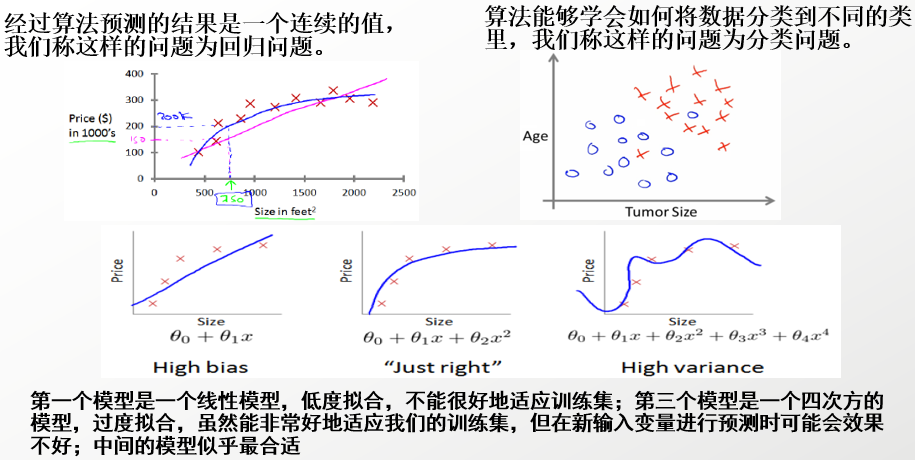 经过算法预测的结果是一个连续的值，
我们称这样的问题为回归问题。
算法能够学会如何将数据分类到不同的类
里，我们称这样的问题为分类问题。
400
300
200
100
0
Price ($)
in 1000's
200k
150
0
500
1000
1500
2000
2500
750
Size in feet²
Age
Tumor Size
Price
Size
θ₀ + θ₁x
High bias
Price
Size
θ₀ + θ₁x + θ₂x²
“Just right”
Price
Size
θ₀ + θ₁x + θ₂x² + θ₃x³ + θ₄x⁴
High variance
第一个模型是一个线性模型，低度拟合，不能很好地适应训练集；第三个模型是一个四次方的
模型，过度拟合，虽然能非常好地适应我们的训练集，但在新输入变量进行预测时可能会效果
不好；中间的模型似乎最合适